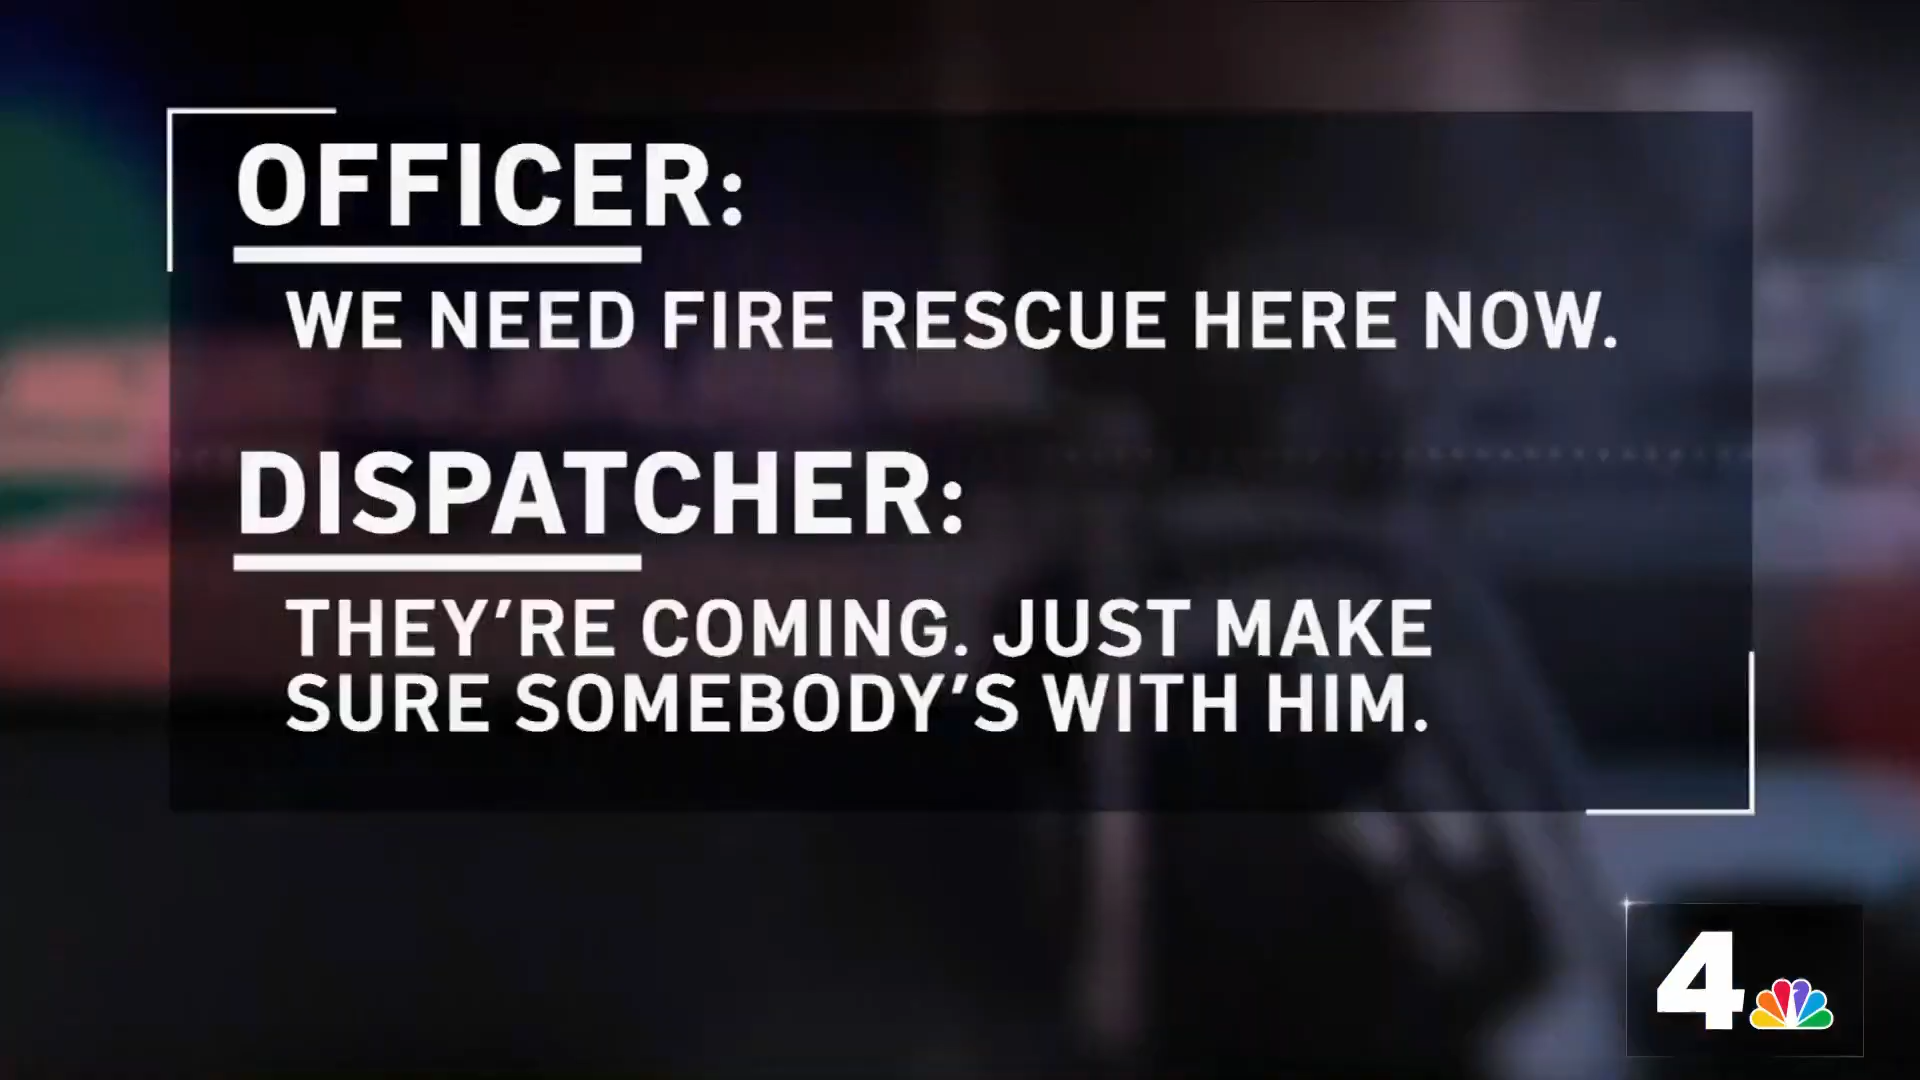 OFFICER:
WE NEED FIRE RESCUE HERE NOW.
DISPATCHER:
THEY’RE COMING. JUST MAKE
SURE SOMEBODY’S WITH HIM.
4